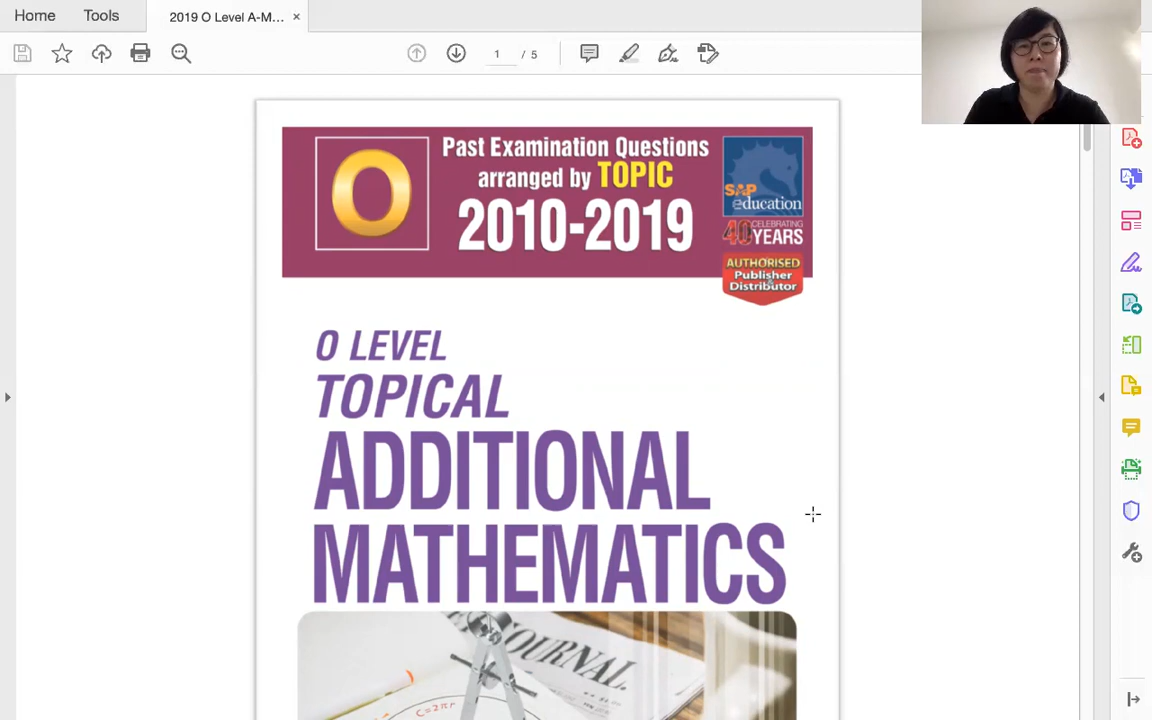 Home
Tools
2019 O Level A-M... ×
1 / 5
O
Past Examination Questions
arranged by TOPIC
2010-2019
SAP
education
40 CELEBRATING
YEARS
AUTHORISED
Publisher
&
Distributor
O LEVEL
TOPICAL
ADDITIONAL
MATHEMATICS
JOURNAL
C=2πr